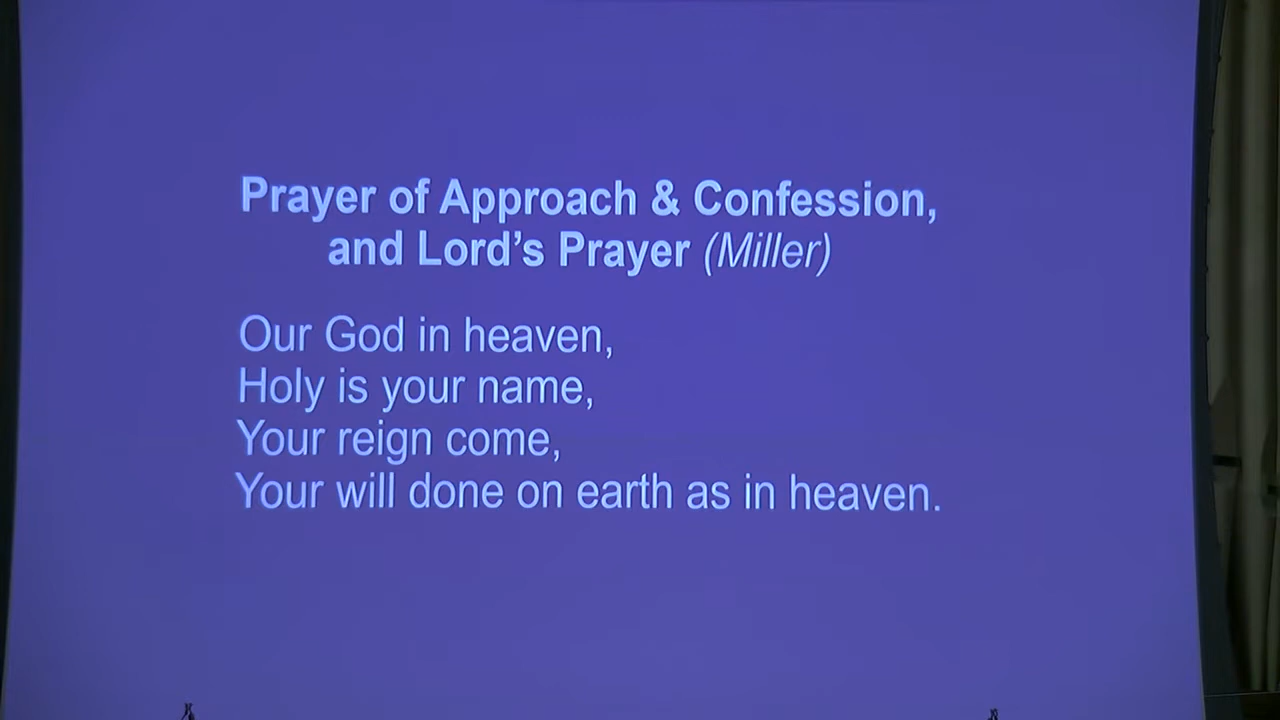 Prayer of Approach & Confession,
and Lord’s Prayer (Miller)
Our God in heaven,
Holy is your name,
Your reign come,
Your will done on earth as in heaven.